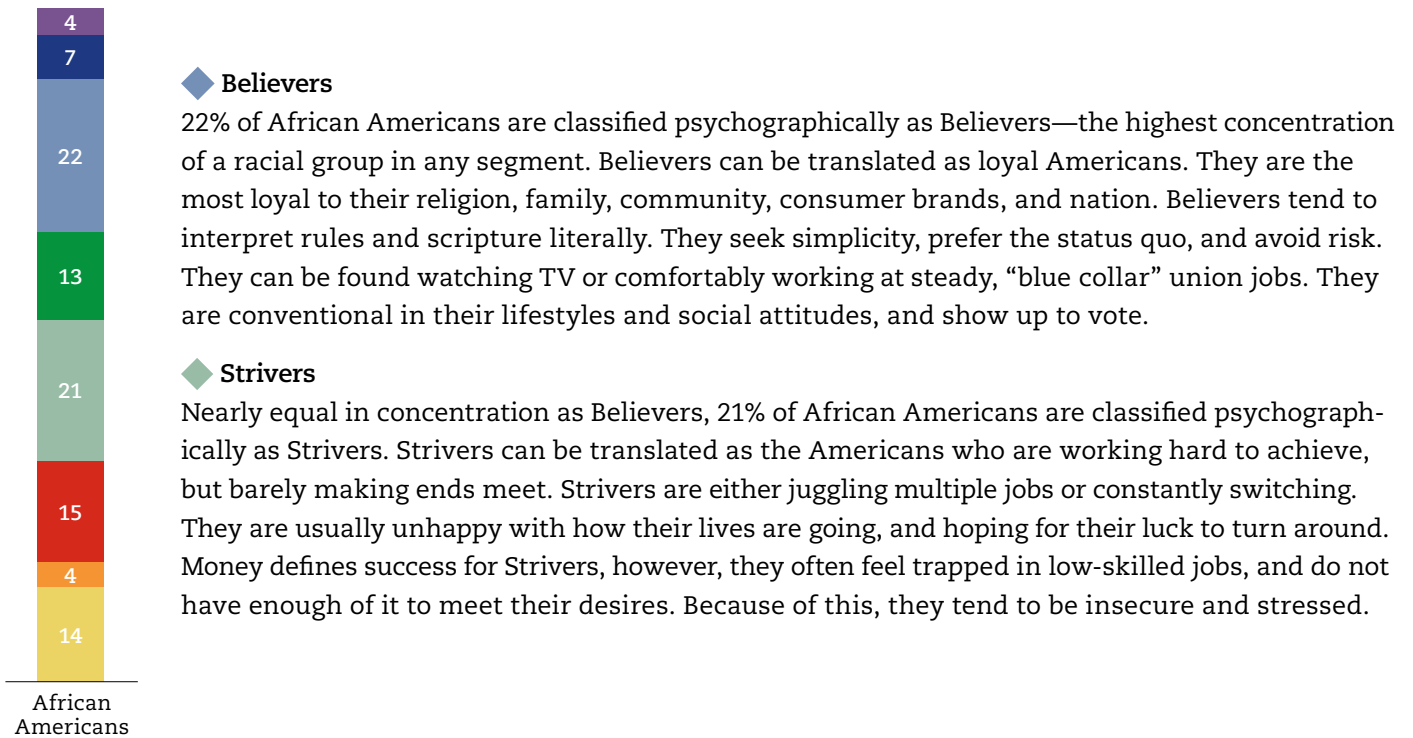 4
7
22
13
21
15
4
14
African
Americans
Believers
22% of African Americans are classified psychographically as Believers—the highest concentration
of a racial group in any segment. Believers can be translated as loyal Americans. They are the
most loyal to their religion, family, community, consumer brands, and nation. Believers tend to
interpret rules and scripture literally. They seek simplicity, prefer the status quo, and avoid risk.
They can be found watching TV or comfortably working at steady, “blue collar” union jobs. They
are conventional in their lifestyles and social attitudes, and show up to vote.
Strivers
Nearly equal in concentration as Believers, 21% of African Americans are classified psychograph-
ically as Strivers. Strivers can be translated as the Americans who are working hard to achieve,
but barely making ends meet. Strivers are either juggling multiple jobs or constantly switching.
They are usually unhappy with how their lives are going, and hoping for their luck to turn around.
Money defines success for Strivers, however, they often feel trapped in low-skilled jobs, and do not
have enough of it to meet their desires. Because of this, they tend to be insecure and stressed.